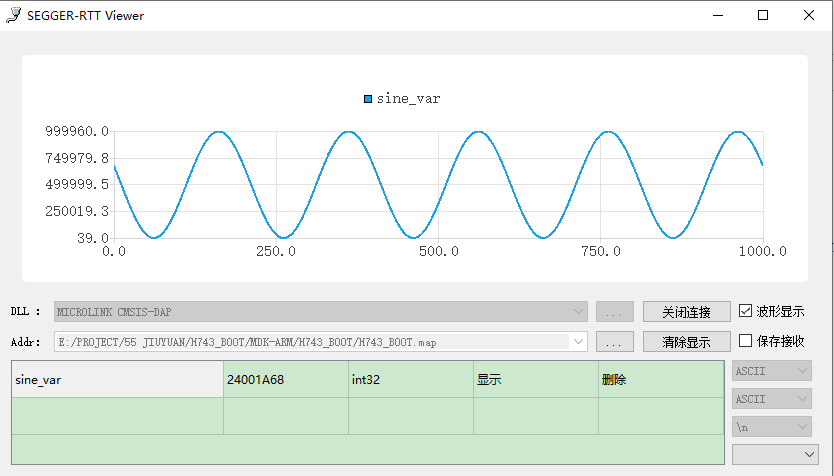 SEGGER-RTT Viewer
sine_var
999960.0
749979.8
499999.5
250019.3
39.0
0.0 250.0 500.0 750.0 1000.0
DLL : MICROLINK CMSIS-DAP ... 关闭连接 波形显示
Addr: E:/PROJECT/55 JIUYUAN/H743_BOOT/MDK-ARM/H743_BOOT/H743_BOOT.map ... 清除显示 保存接收
sine_var 24001A68 int32 显示 删除 ASCII
ASCII
\n